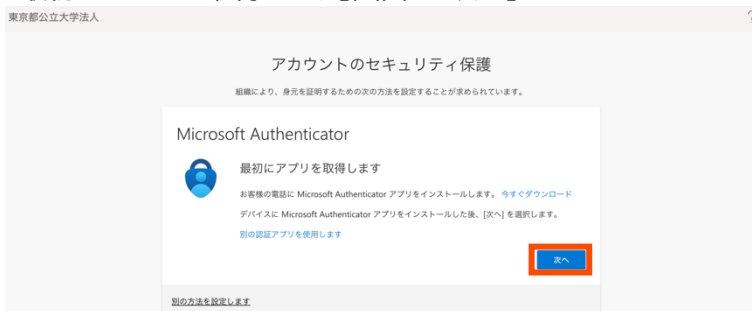 東京都公立大学法人
アカウントのセキュリティ保護
組織により、身元を証明するための次の方法を設定することが求められています。
Microsoft Authenticator
最初にアプリを取得します
お客様の電話に Microsoft Authenticator アプリをインストールします。 今すぐダウンロード
デバイスに Microsoft Authenticator アプリをインストールした後、[次へ] を選択します。
別の認証アプリを使用します
次へ
別の方法を設定します